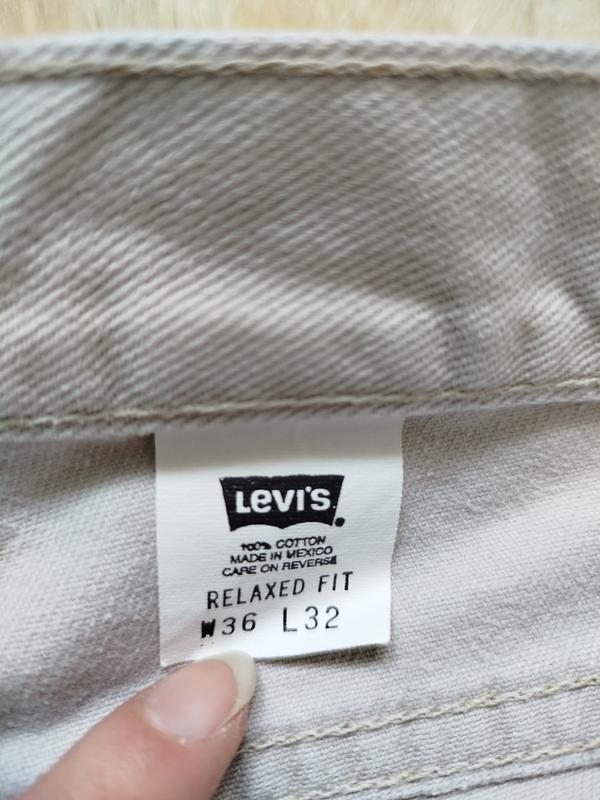 LEVI'S
100% COTTON
MADE IN MEXICO
CARE ON REVERSE
RELAXED FIT
W36 L32